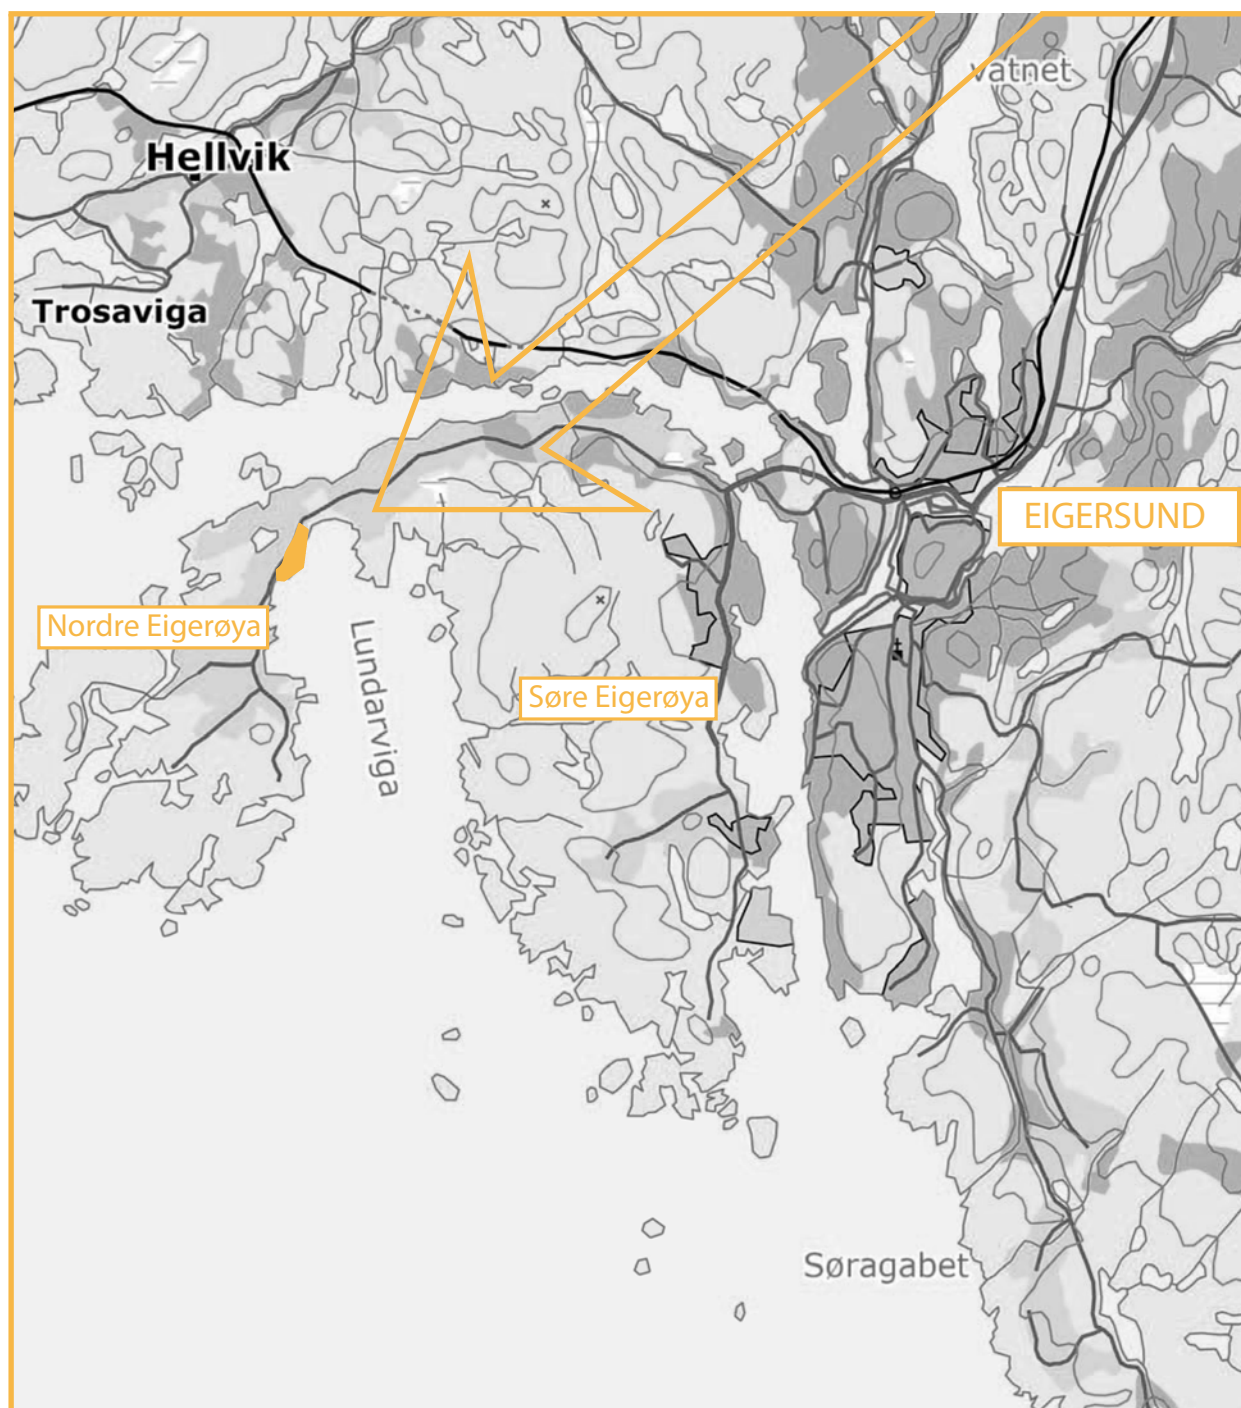 vatnet
Hellvik
Trosaviga
EIGERSUND
Nordre Eigerøya
Lundarviga
Søre Eigerøya
Søragabet